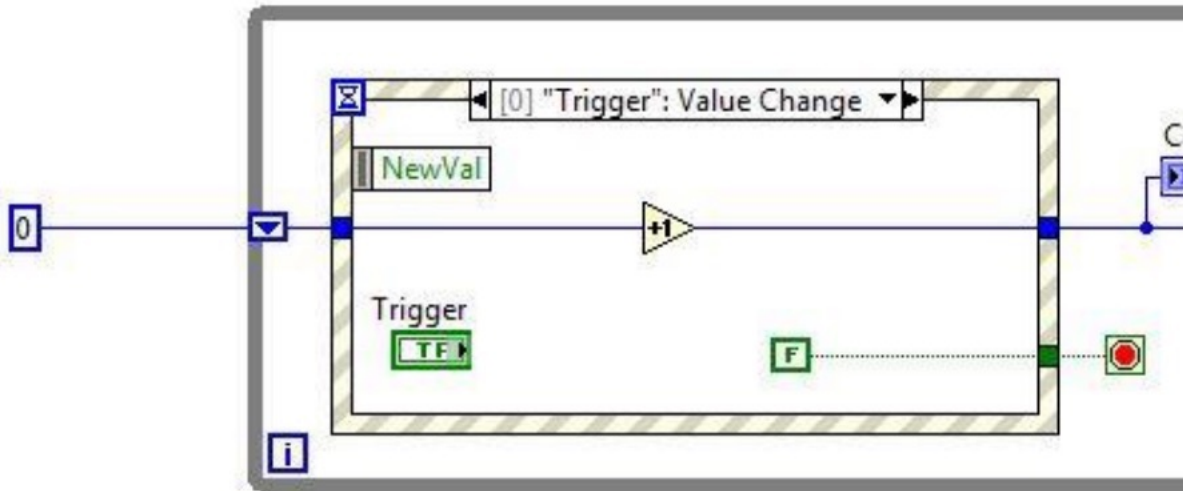 [0] "Trigger": Value Change
C
NewVal
0
+1
Trigger
TF
F
i